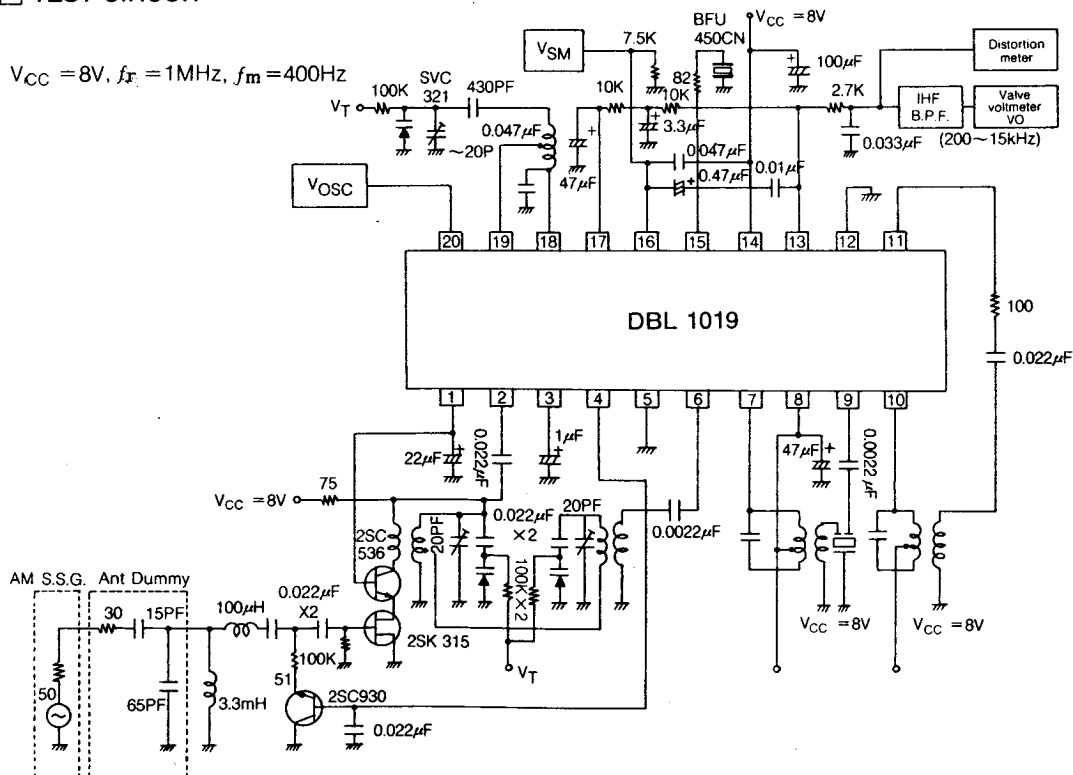 TEST CIRCUIT
VCC = 8V, fr = 1MHz, fm = 400Hz
VCC = 8V
BFU
450CN
7.5K
VSM
Distortion
meter
100μF
82
2.7K
IHF
B.P.F.
Valve
voltmeter
VO
(200~15kHz)
0.033μF
10K
10K
3.3μF
SVC
321
430PF
100K
VT
~20P
0.047μF
47μF
0.047μF
0.47μF
0.01μF
VOSC
20 19 18 17 16 15 14 13 12 11
DBL 1019
100
0.022μF
1 2 3 4 5 6 7 8 9 10
22μF
0.022μF
1μF
47μF
0.0022 μF
75
VCC = 8V
2SC
536
20PF
0.022μF
×2
20PF
0.0022μF
100K×2
VT
VCC = 8V
VCC = 8V
AM S.S.G.
Ant Dummy
30
15PF
100μH
0.022μF
X2
2SK 315
100K
51
2SC930
50
65PF
3.3mH
0.022μF